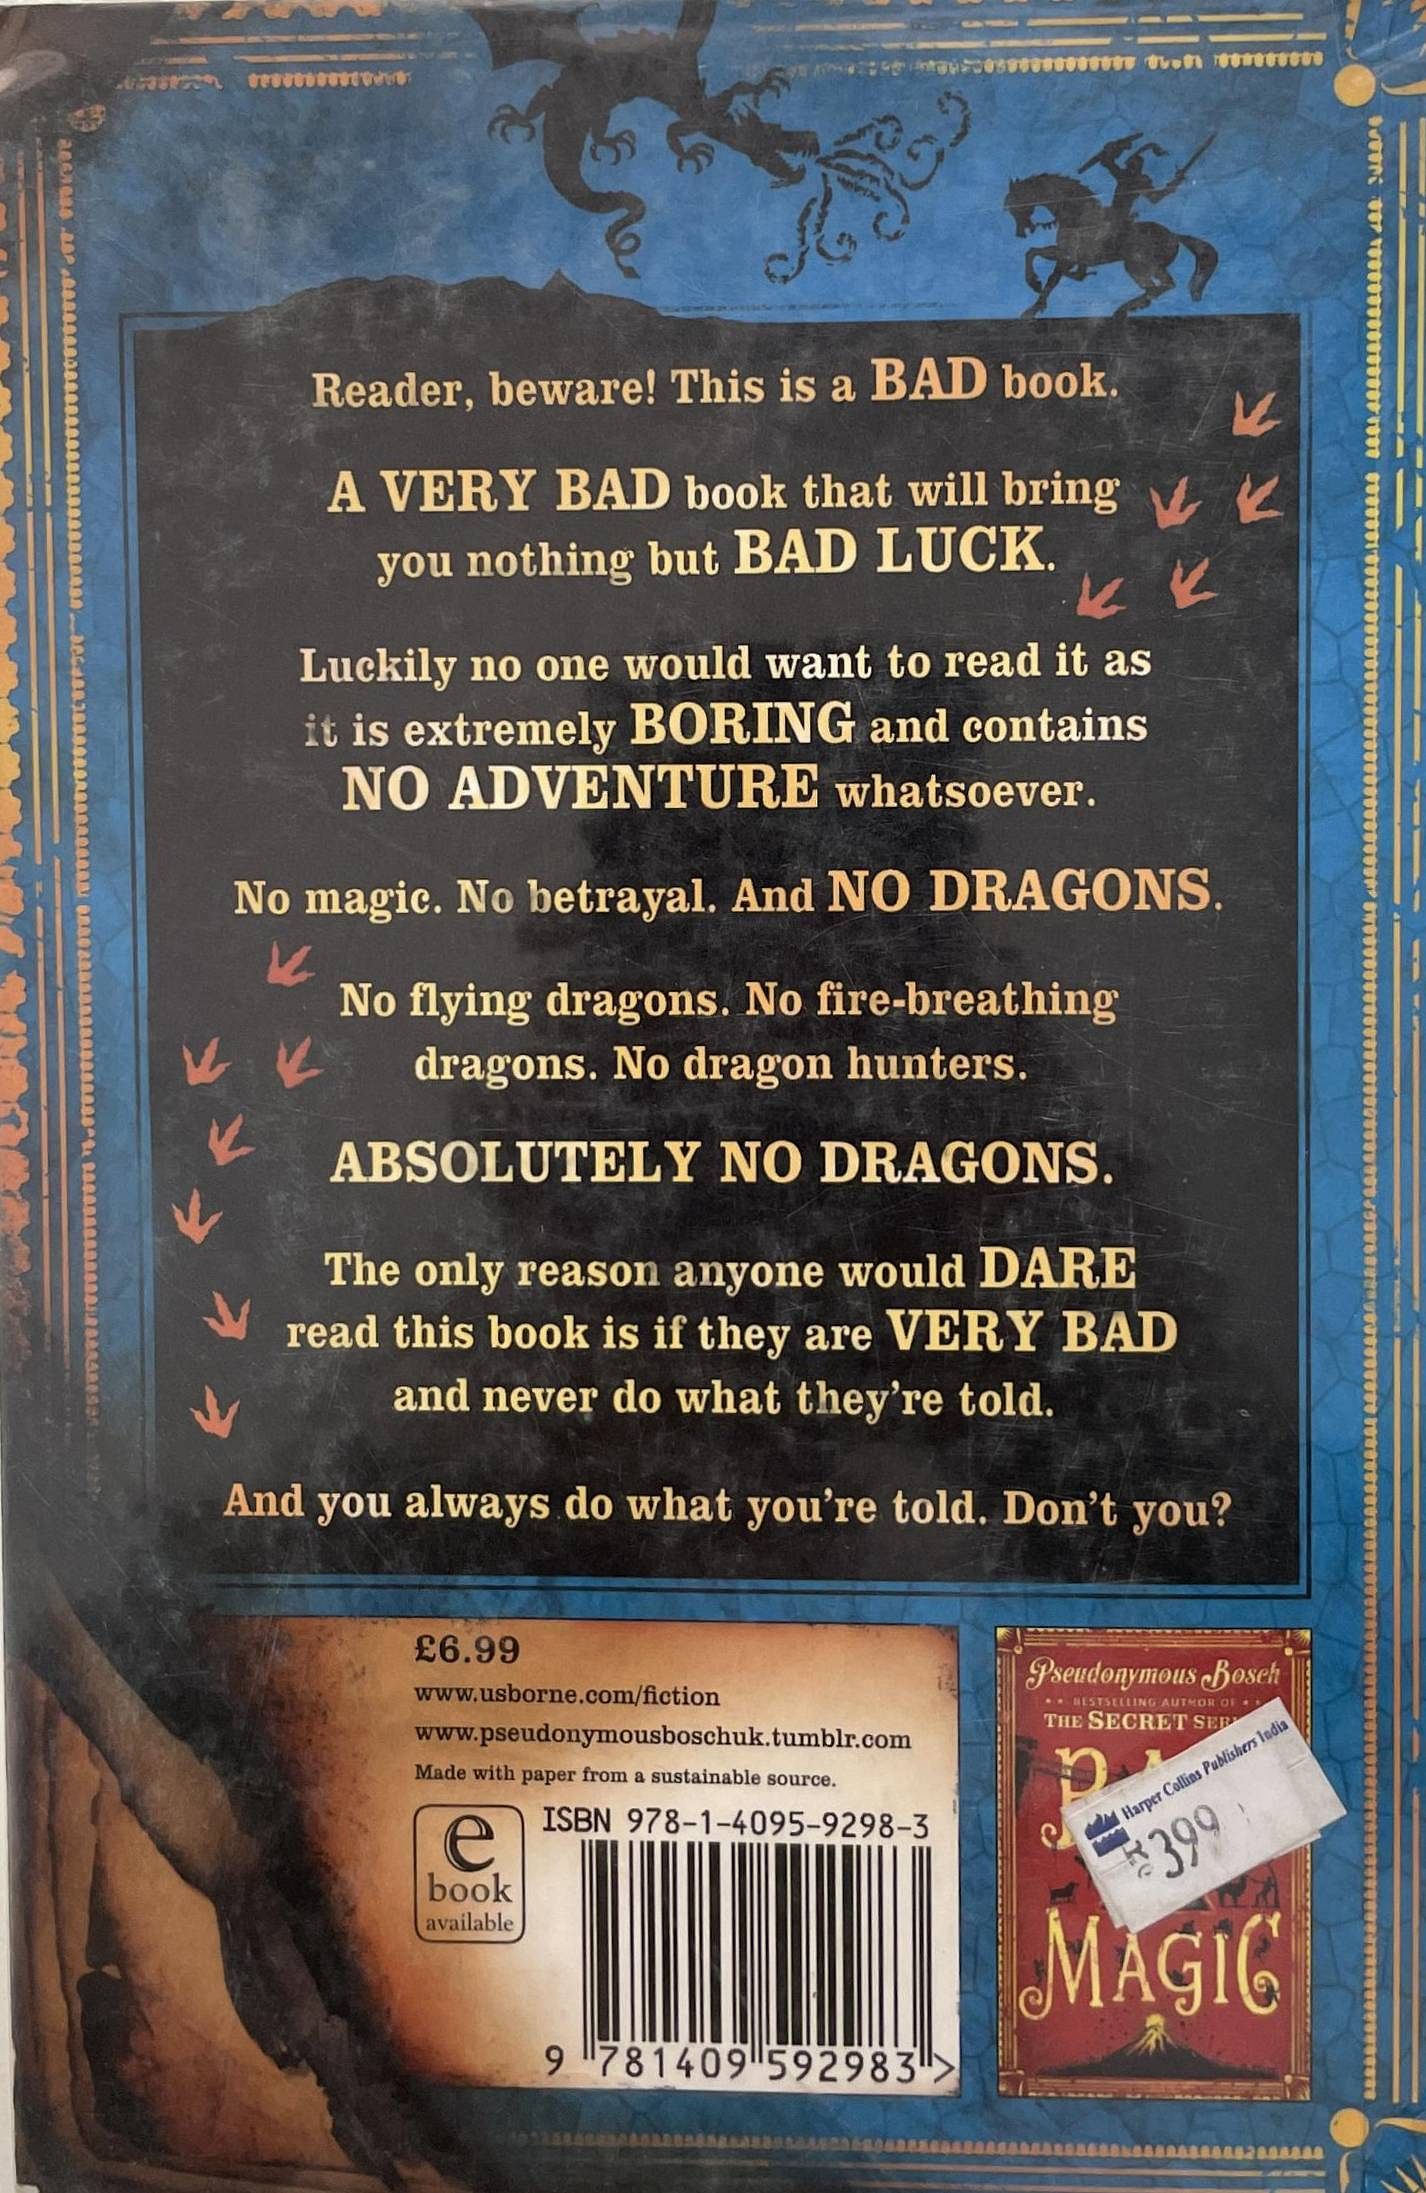 Reader, beware! This is a BAD book.
A VERY BAD book that will bring
you nothing but BAD LUCK.
Luckily no one would want to read it as
it is extremely BORING and contains
NO ADVENTURE whatsoever.
No magic. No betrayal. And NO DRAGONS.
No flying dragons. No fire-breathing
dragons. No dragon hunters.
ABSOLUTELY NO DRAGONS.
The only reason anyone would DARE
read this book is if they are VERY BAD
and never do what they're told.
And you always do what you're told. Don't you?
£6.99
www.usborne.com/fiction
www.pseudonymousboschuk.tumblr.com
Made with paper from a sustainable source.
e
book
available
ISBN 978-1-4095-9298-3
9 781409 592983 >
Pseudonymous Bosch
BESTSELLING AUTHOR OF
THE SECRET
MAGIC
Harper Collins Publishers India
399